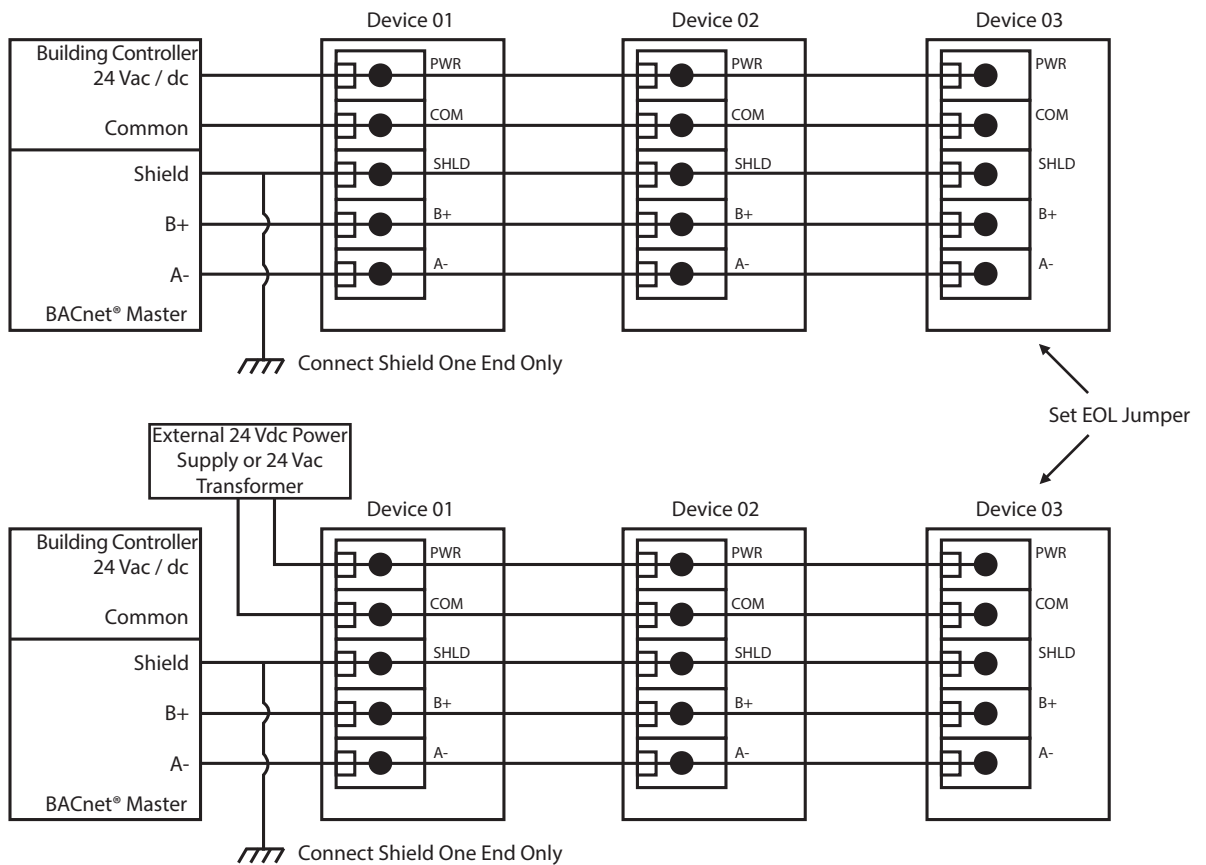 Device 01
Device 02
Device 03
Building Controller
24 Vac / dc
Common
Shield
B+
A-
BACnet® Master
PWR
COM
SHLD
B+
A-
PWR
COM
SHLD
B+
A-
PWR
COM
SHLD
B+
A-
Connect Shield One End Only
Set EOL Jumper
External 24 Vdc Power
Supply or 24 Vac
Transformer
Device 01
Device 02
Device 03
Building Controller
24 Vac / dc
Common
Shield
B+
A-
BACnet® Master
PWR
COM
SHLD
B+
A-
PWR
COM
SHLD
B+
A-
PWR
COM
SHLD
B+
A-
Connect Shield One End Only